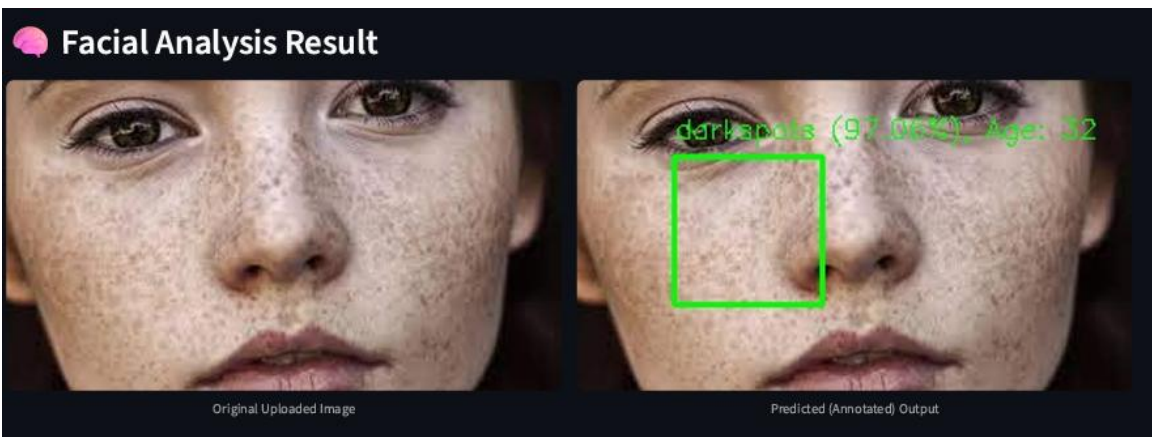 Facial Analysis Result
darkspots (97.06%), Age: 32
Original Uploaded Image
Predicted (Annotated) Output